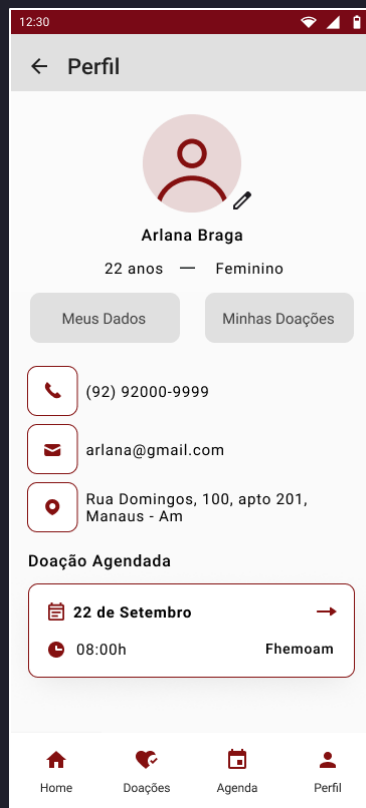 12:30
Perfil
Arlana Braga
22 anos — Feminino
Meus Dados
Minhas Doações
(92) 92000-9999
arlana@gmail.com
Rua Domingos, 100, apto 201,
Manaus - Am
Doação Agendada
22 de Setembro
08:00h
Fhemoam
Home
Doações
Agenda
Perfil